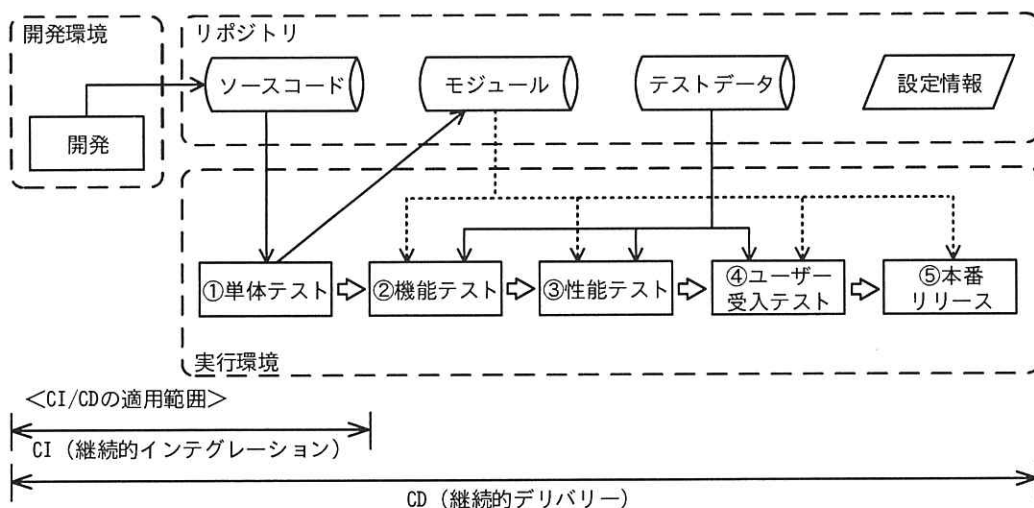 開発環境
リポジトリ
ソースコード
モジュール
テストデータ
設定情報
開発
①単体テスト
②機能テスト
③性能テスト
④ユーザー
受入テスト
⑤本番
リリース
実行環境
<CI/CDの適用範囲>
CI(継続的インテグレーション)
CD(継続的デリバリー)